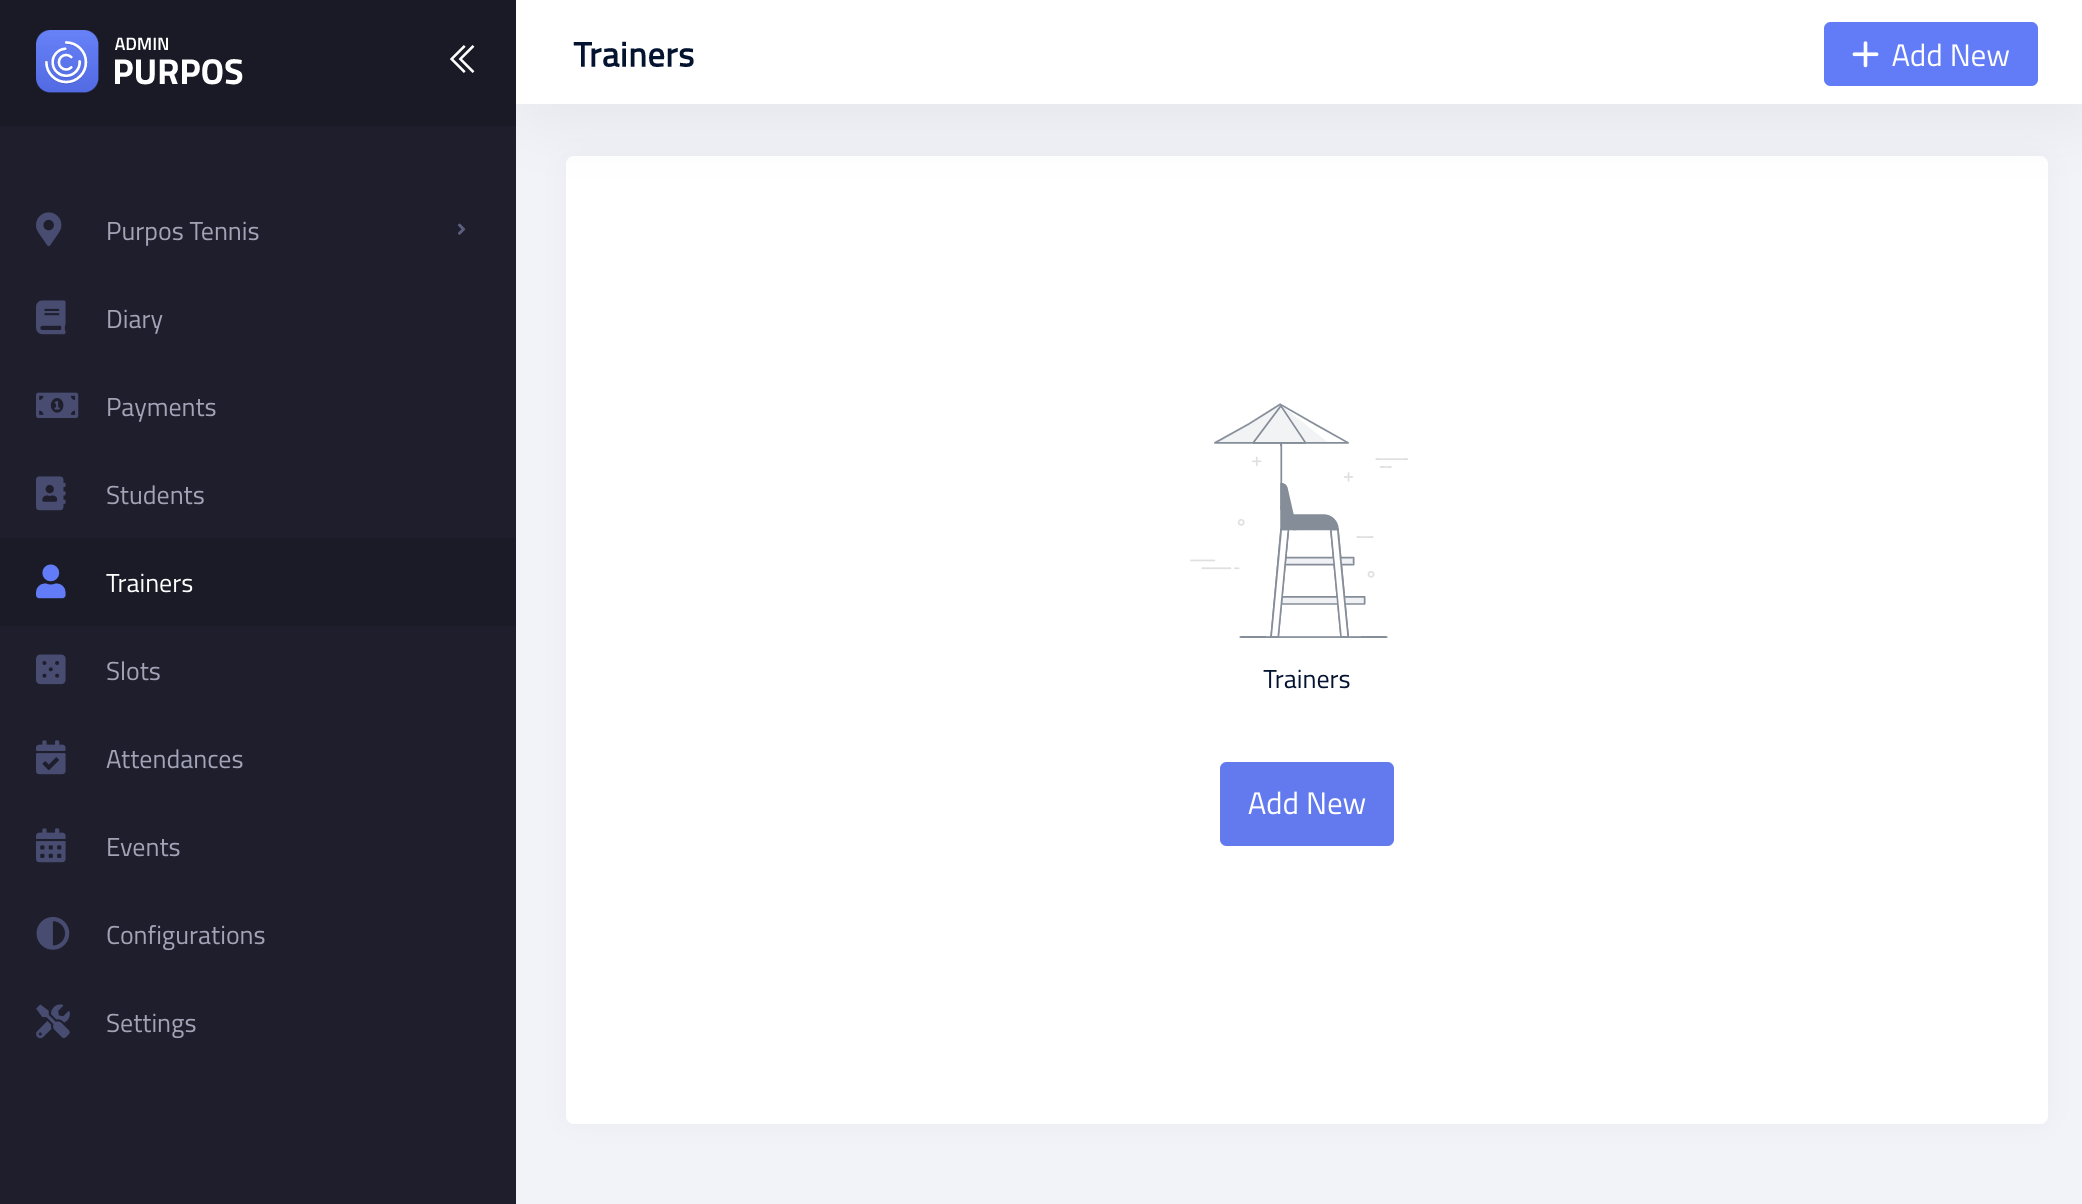 ADMIN
PURPOS
Purpos Tennis
Diary
Payments
Students
Trainers
Slots
Attendances
Events
Configurations
Settings
Trainers
Add New
Trainers
Add New